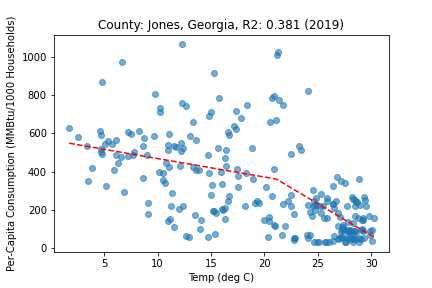 County: Jones, Georgia, R2: 0.381 (2019)
Per-Capita Consumption (MMBtu/1000 Households)
1000
800
600
400
200
0
5 10 15 20 25 30
Temp (deg C)